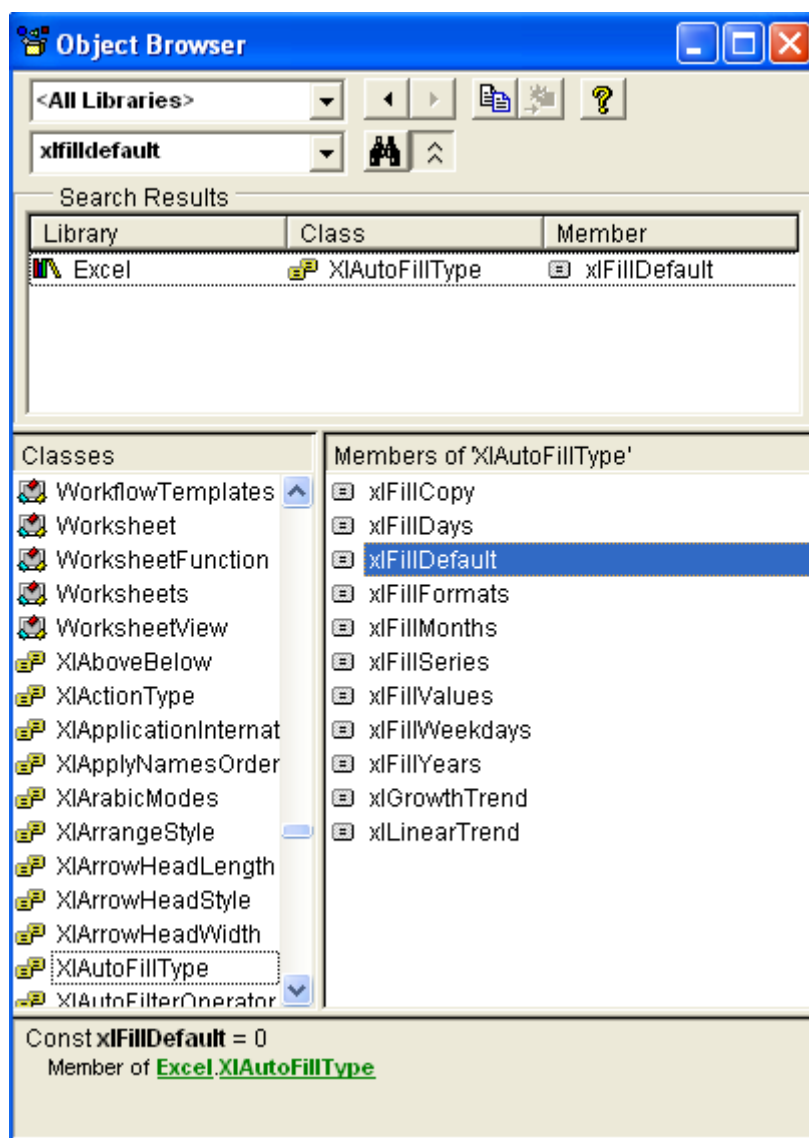 Object Browser
<All Libraries>
xlfilldefault
Search Results
Library Class Member
Excel XlAutoFillType xlFillDefault
Classes
WorkflowTemplates
Worksheet
WorksheetFunction
Worksheets
WorksheetView
XlAboveBelow
XlActionType
XlApplicationInternat
XlApplyNamesOrder
XlArabicModes
XlArrangeStyle
XlArrowHeadLength
XlArrowHeadStyle
XlArrowHeadWidth
XlAutoFillType
XlAutoFilterOperator
Members of 'XlAutoFillType'
xlFillCopy
xlFillDays
xlFillDefault
xlFillFormats
xlFillMonths
xlFillSeries
xlFillValues
xlFillWeekdays
xlFillYears
xlGrowthTrend
xlLinearTrend
Const xlFillDefault = 0
Member of Excel.XlAutoFillType